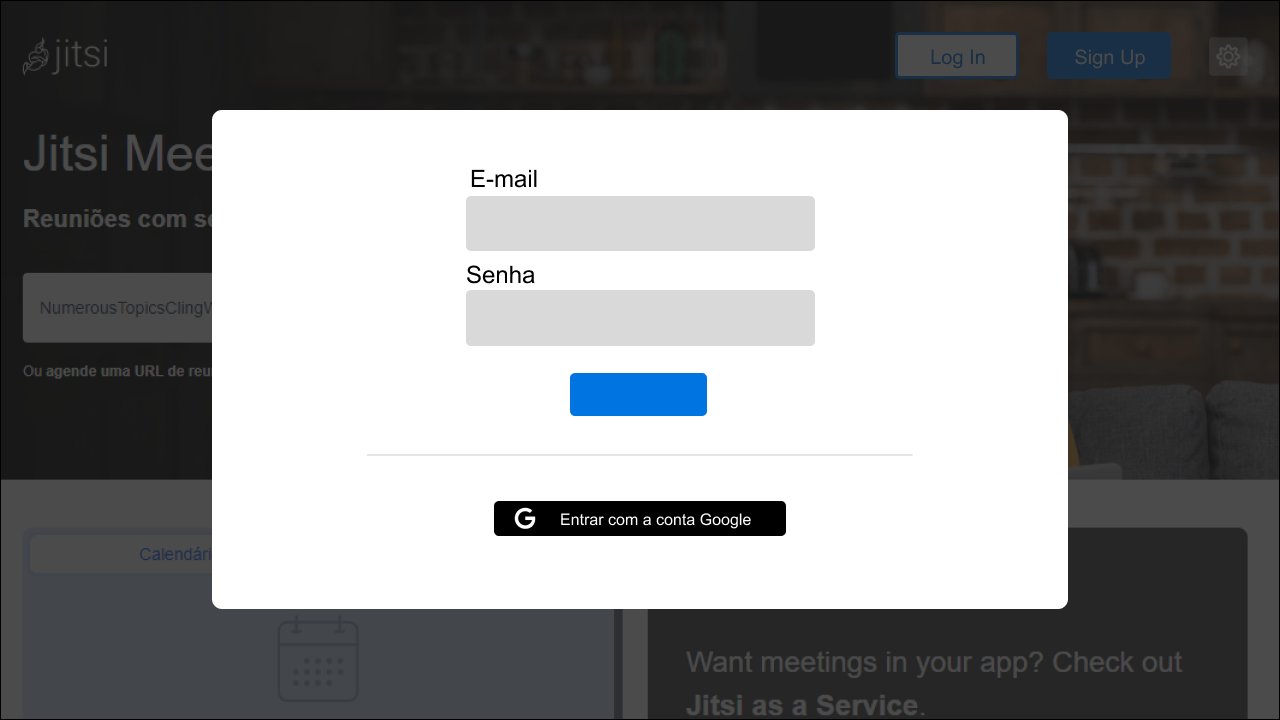 jitsi
Log In
Sign Up
Jitsi Mee
Reuniões com se
NumerousTopicsClingW
Ou agende uma URL de reu
E-mail
Senha
Entrar com a conta Google
Calendári
Want meetings in your app? Check out
Jitsi as a Service.